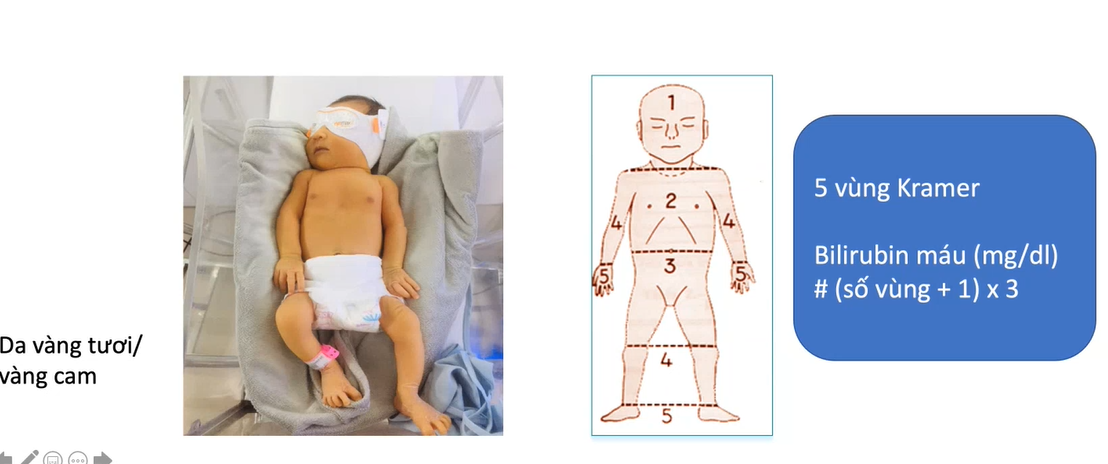 1
2
4
4
5
3
5
4
5
5 vùng Kramer
Bilirubin máu (mg/dl)
# (số vùng + 1) x 3
Da vàng tươi/
vàng cam